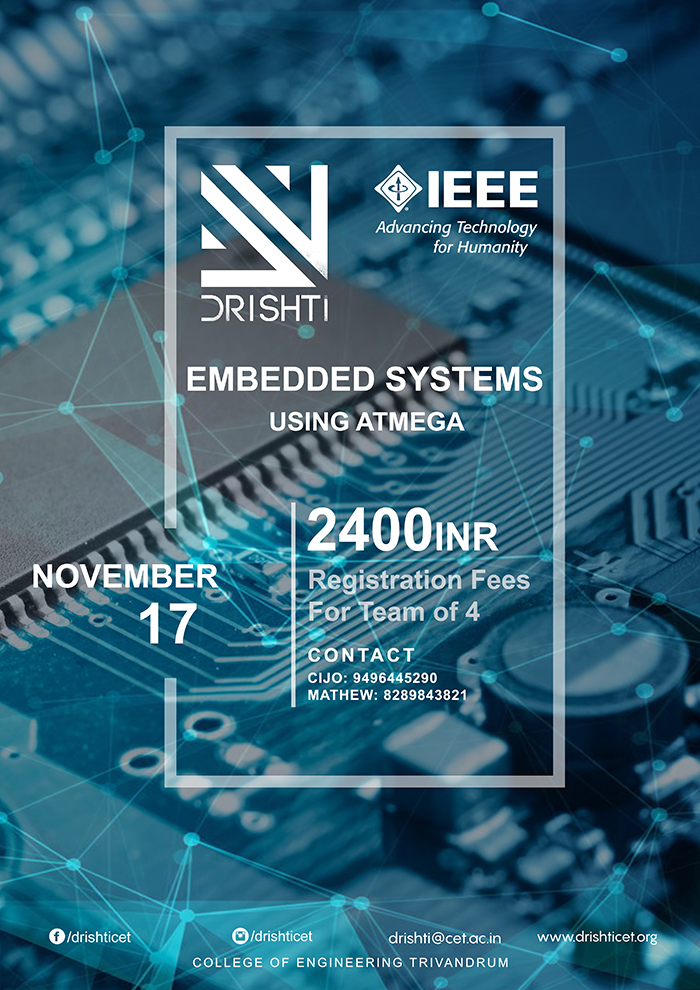 DRISHTI
IEEE
Advancing Technology
for Humanity
EMBEDDED SYSTEMS
USING ATMEGA
NOVEMBER
17
2400INR
Registration Fees
For Team of 4
CONTACT
CIJO: 9496445290
MATHEW: 8289843821
/drishticet
/drishticet
drishti@cet.ac.in
www.drishticet.org
COLLEGE OF ENGINEERING TRIVANDRUM